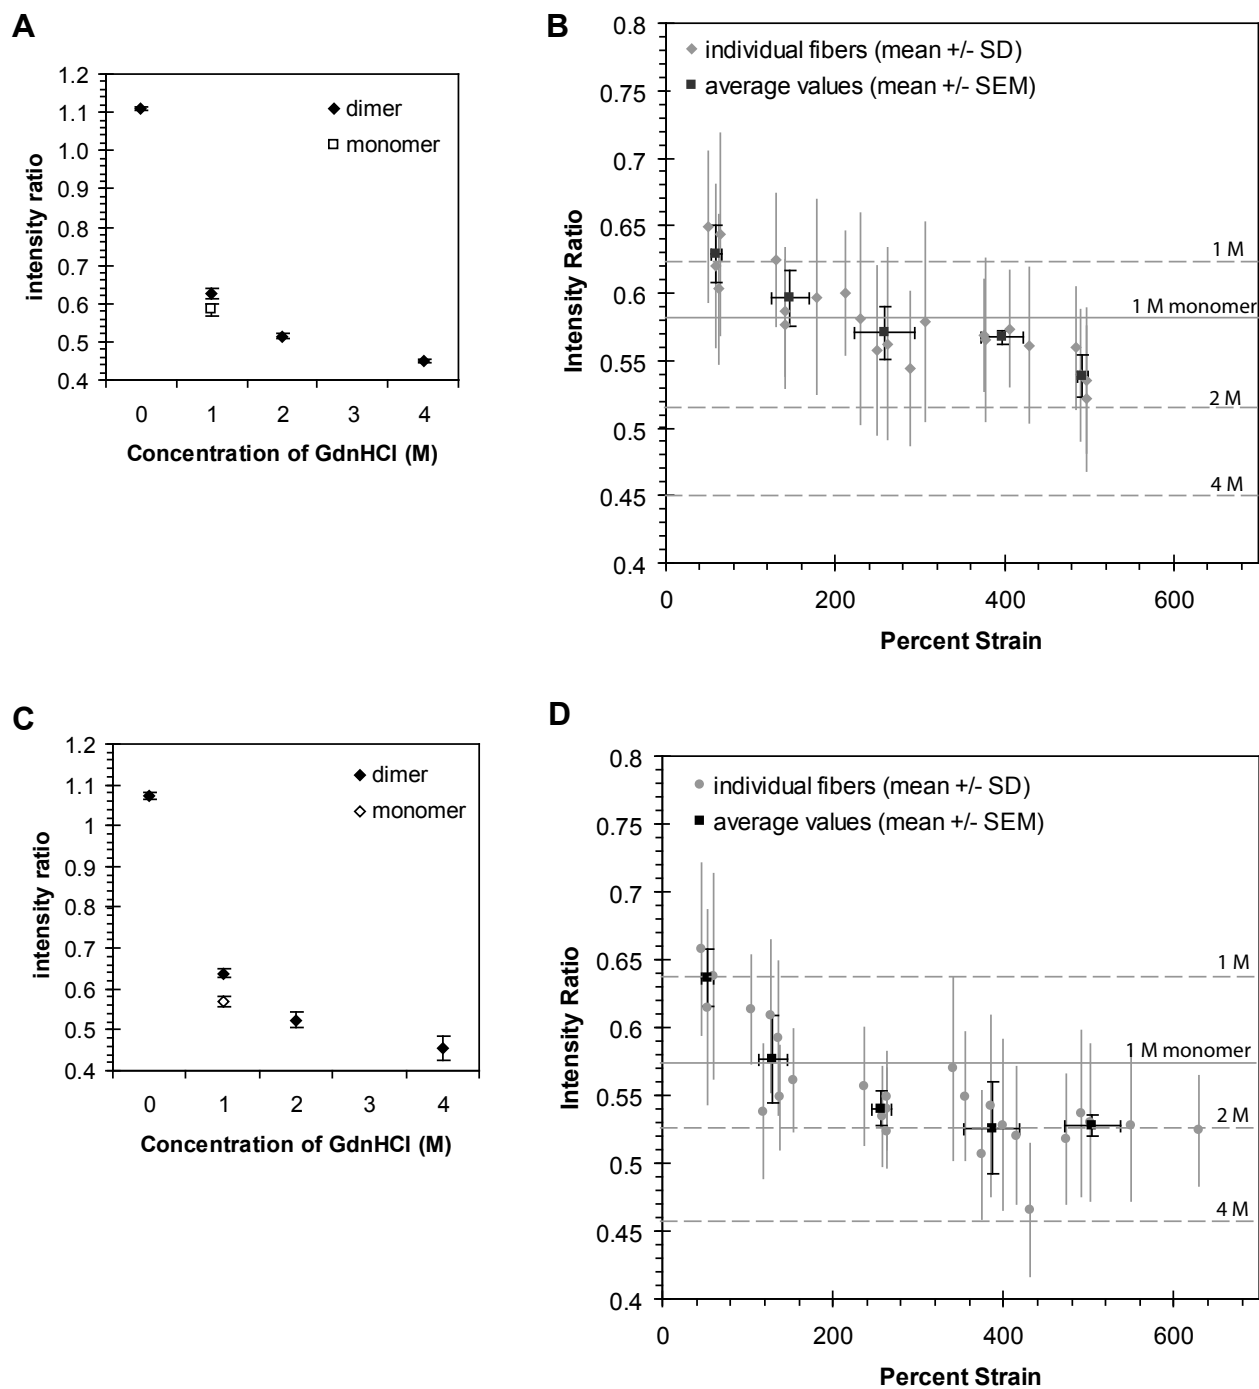 A
1.2
1.1
1.0
0.9
0.8
0.7
0.6
0.5
0.4
intensity ratio
dimer
monomer
0 1 2 3 4
Concentration of GdnHCl (M)
B
0.8
0.75
0.7
0.65
0.6
0.55
0.5
0.45
0.4
Intensity Ratio
individual fibers (mean +/- SD)
average values (mean +/- SEM)
1 M
1 M monomer
2 M
4 M
0 200 400 600
Percent Strain
C
1.2
1.1
1
0.9
0.8
0.7
0.6
0.5
0.4
intensity ratio
dimer
monomer
0 1 2 3 4
Concentration of GdnHCl (M)
D
0.8
0.75
0.7
0.65
0.6
0.55
0.5
0.45
0.4
Intensity Ratio
individual fibers (mean +/- SD)
average values (mean +/- SEM)
1 M
1 M monomer
2 M
4 M
0 200 400 600
Percent Strain